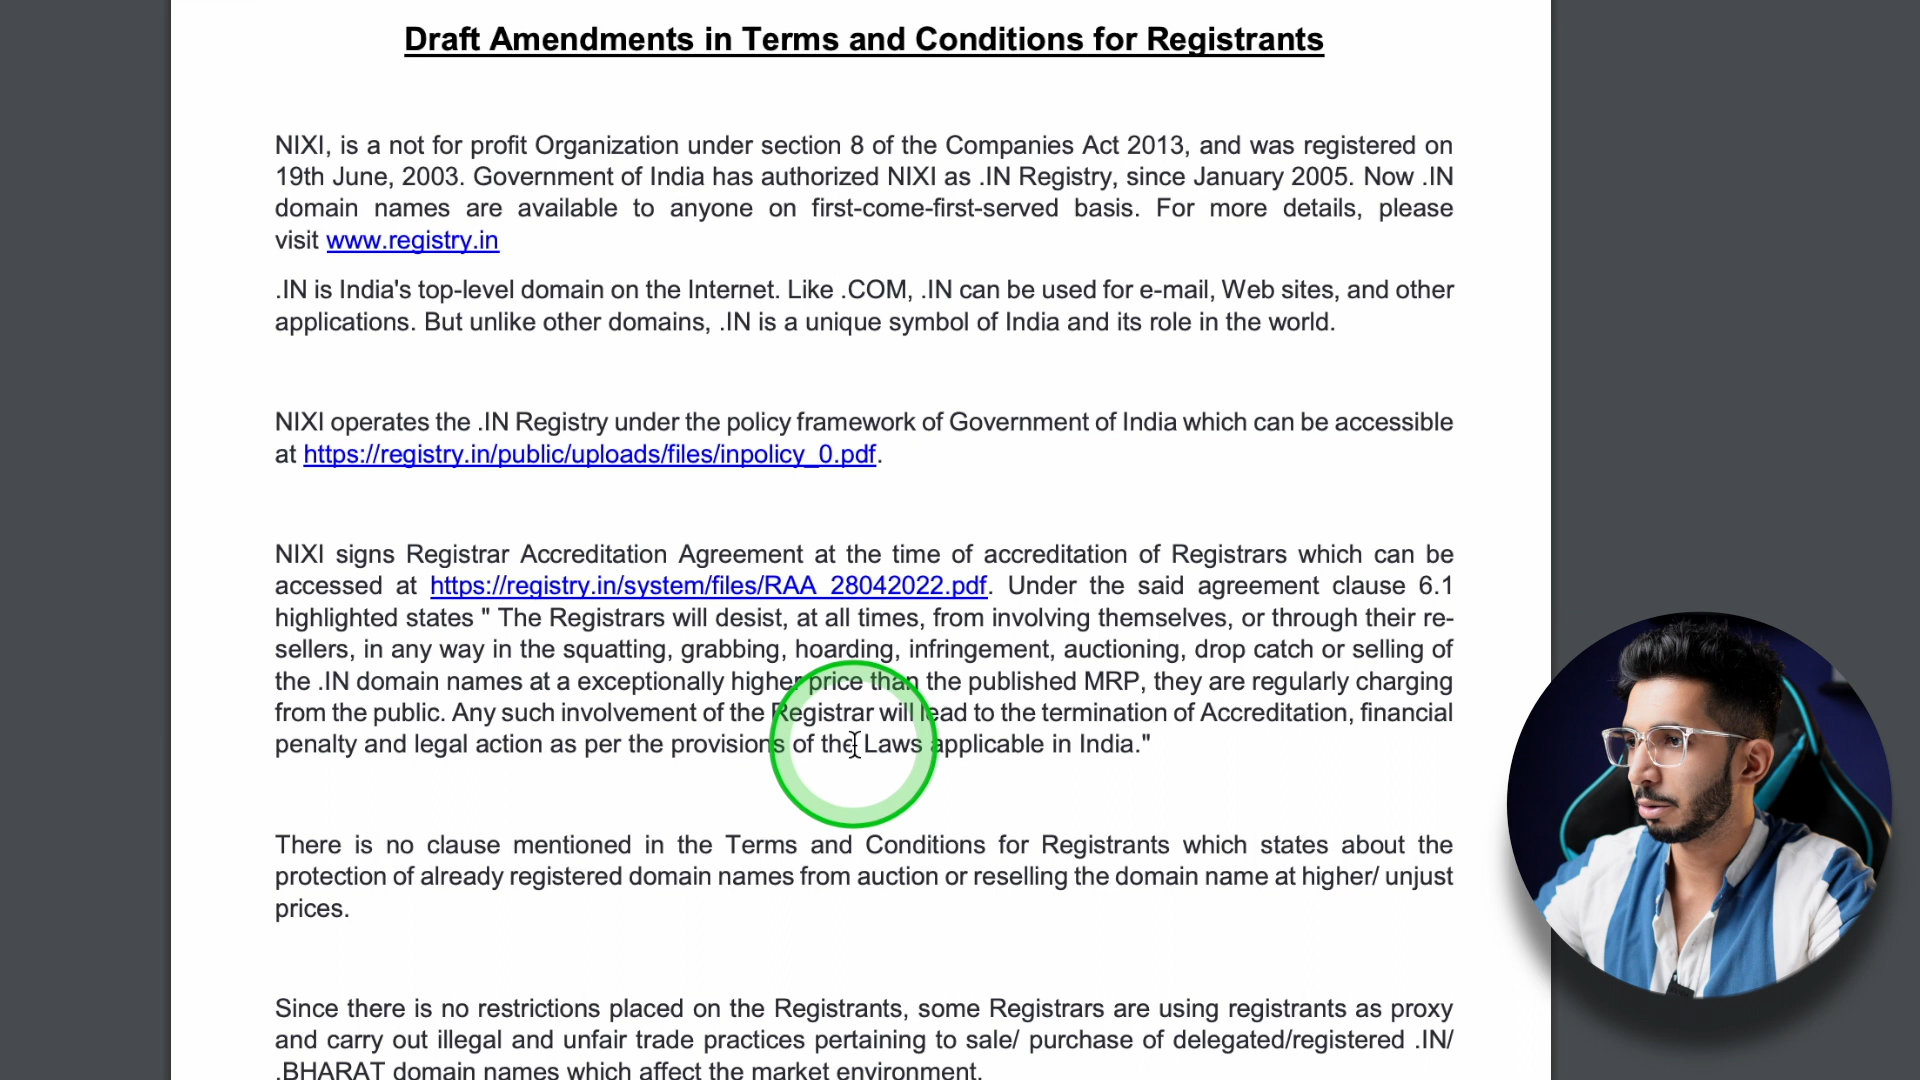 Draft Amendments in Terms and Conditions for Registrants
NIXI, is a not for profit Organization under section 8 of the Companies Act 2013, and was registered on
19th June, 2003. Government of India has authorized NIXI as .IN Registry, since January 2005. Now .IN
domain names are available to anyone on first-come-first-served basis. For more details, please
visit www.registry.in
.IN is India's top-level domain on the Internet. Like .COM, .IN can be used for e-mail, Web sites, and other
applications. But unlike other domains, .IN is a unique symbol of India and its role in the world.
NIXI operates the .IN Registry under the policy framework of Government of India which can be accessible
at https://registry.in/public/uploads/files/inpolicy_0.pdf.
NIXI signs Registrar Accreditation Agreement at the time of accreditation of Registrars which can be
accessed at https://registry.in/system/files/RAA_28042022.pdf. Under the said agreement clause 6.1
highlighted states " The Registrars will desist, at all times, from involving themselves, or through their re-
sellers, in any way in the squatting, grabbing, hoarding, infringement, auctioning, drop catch or selling of
the .IN domain names at a exceptionally higher price than the published MRP, they are regularly charging
from the public. Any such involvement of the Registrar will lead to the termination of Accreditation, financial
penalty and legal action as per the provisions of the Laws applicable in India."
There is no clause mentioned in the Terms and Conditions for Registrants which states about the
protection of already registered domain names from auction or reselling the domain name at higher/ unjust
prices.
Since there is no restrictions placed on the Registrants, some Registrars are using registrants as proxy
and carry out illegal and unfair trade practices pertaining to sale/ purchase of delegated/registered .IN/
.BHARAT domain names which affect the market environment.